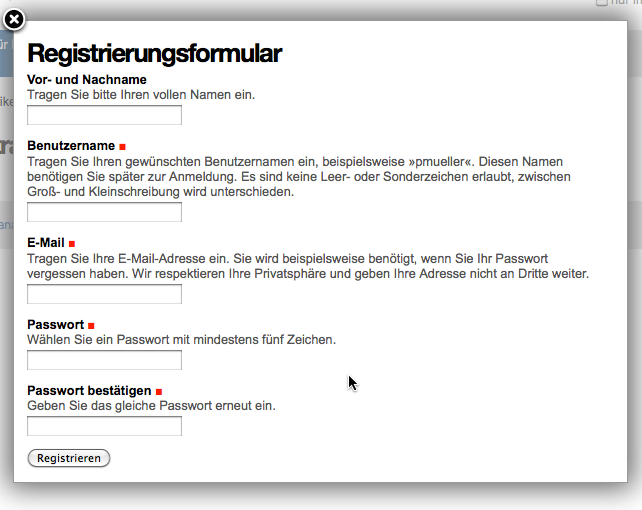 nur in
ür
Registrierungsformular
Vor- und Nachname
Tragen Sie bitte Ihren vollen Namen ein.
Benutzername
Tragen Sie Ihren gewünschten Benutzernamen ein, beispielsweise »pmueller«. Diesen Namen
benötigen Sie später zur Anmeldung. Es sind keine Leer- oder Sonderzeichen erlaubt, zwischen
Groß- und Kleinschreibung wird unterschieden.
E-Mail
Tragen Sie Ihre E-Mail-Adresse ein. Sie wird beispielsweise benötigt, wenn Sie Ihr Passwort
vergessen haben. Wir respektieren Ihre Privatsphäre und geben Ihre Adresse nicht an Dritte weiter.
Passwort
Wählen Sie ein Passwort mit mindestens fünf Zeichen.
Passwort bestätigen
Geben Sie das gleiche Passwort erneut ein.
Registrieren